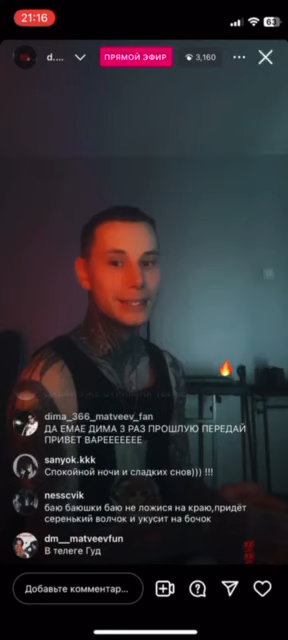 21:16
63
d....
ПРЯМОЙ ЭФИР
3,160
dima_366_matveev_fan
ДА ЕМАЕ ДИМА 3 РАЗ ПРОШЛУЮ ПЕРЕДАЙ
ПРИВЕТ ВАРЕЕЕЕЕЕЕ
sanyok.kkk
Спокойной ночи и сладких снов))) !!!
nesscvik
баю баюшки баю не ложися на краю,придёт
серенький волчок и укусит на бочок
dm__matveevfun
В телеге Гуд
Добавьте комментар...